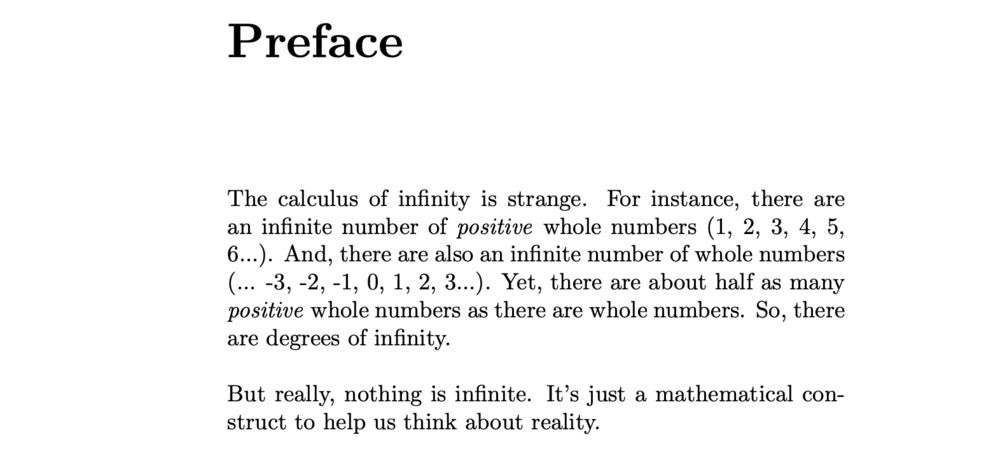 Preface
The calculus of infinity is strange. For instance, there are
an infinite number of positive whole numbers (1, 2, 3, 4, 5,
6...). And, there are also an infinite number of whole numbers
(... -3, -2, -1, 0, 1, 2, 3...). Yet, there are about half as many
positive whole numbers as there are whole numbers. So, there
are degrees of infinity.
But really, nothing is infinite. It's just a mathematical con-
struct to help us think about reality.